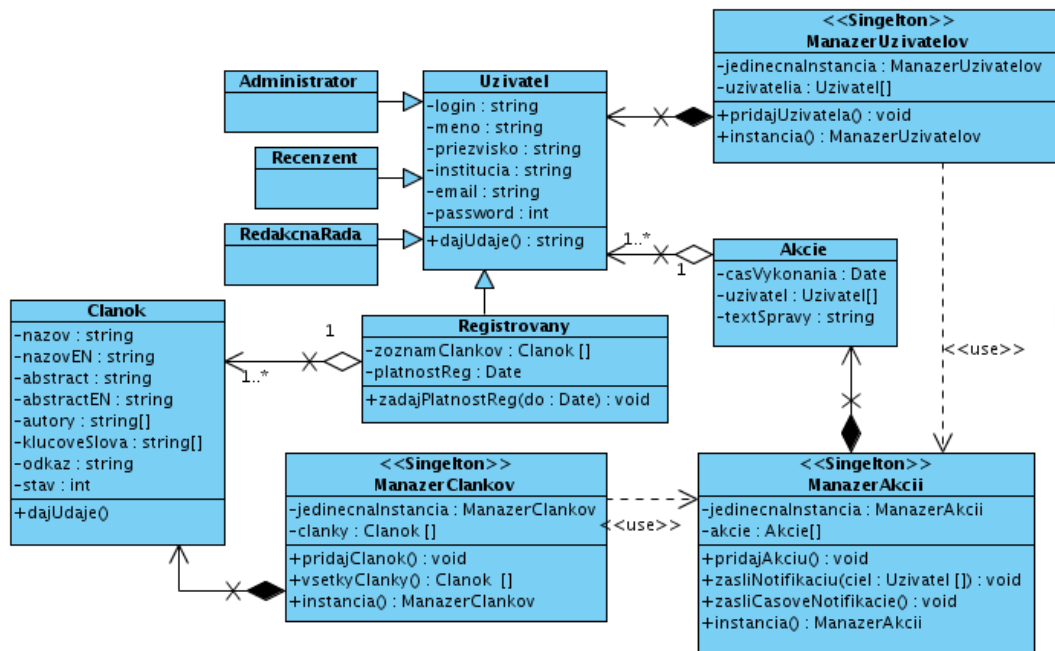 <<Singelton>>
ManazerUzivatelov
-jedinecnaInstancia : ManazerUzivatelov
-uzivatelia : Uzivatel[]
+pridajUzivatela() : void
+instancia() : ManazerUzivatelov
Administrator
Recenzent
RedakcnaRada
Uzivatel
-login : string
-meno : string
-priezvisko : string
-institucia : string
-email : string
-password : int
+dajUdaje() : string
1..*
1
Akcie
-casVykonania : Date
-uzivatel : Uzivatel[]
-textSpravy : string
<<use>>
Clanok
-nazov : string
-nazovEN : string
-abstract : string
-abstractEN : string
-autory : string[]
-klucoveSlova : string[]
-odkaz : string
-stav : int
+dajUdaje()
1
1..*
Registrovany
-zoznamClankov : Clanok []
-platnostReg : Date
+zadajPlatnostReg(do : Date) : void
<<Singelton>>
ManazerClankov
-jedinecnaInstancia : ManazerClankov
-clanky : Clanok []
+pridajClanok() : void
+vsetkyClanky() : Clanok []
+instancia() : ManazerClankov
<<use>>
<<Singelton>>
ManazerAkcii
-jedinecnaInstancia : ManazerAkcii
-akcie : Akcie[]
+pridajAkciu() : void
+zasliNotifikaciu(ciel : Uzivatel []) : void
+zasliCasoveNotifikacie() : void
+instancia() : ManazerAkcii